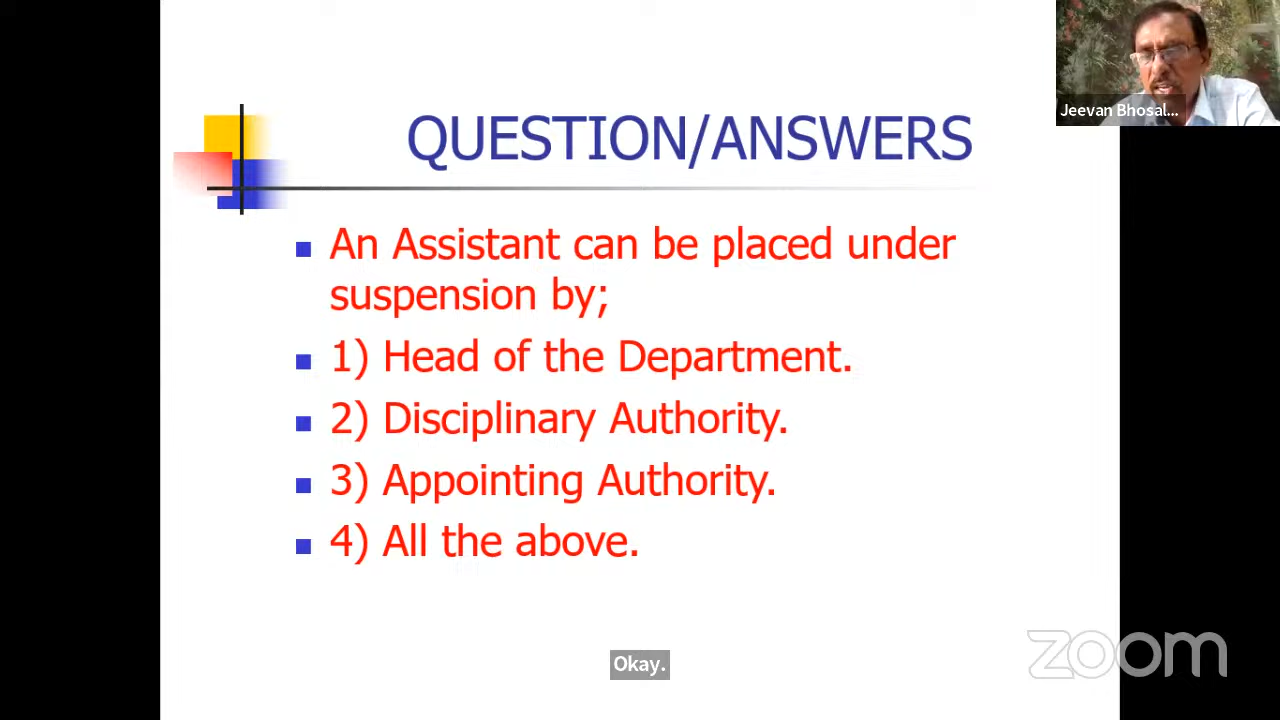 Jeevan Bhosal...
QUESTION/ANSWERS
An Assistant can be placed under
suspension by;
1) Head of the Department.
2) Disciplinary Authority.
3) Appointing Authority.
4) All the above.
Okay.
zoom